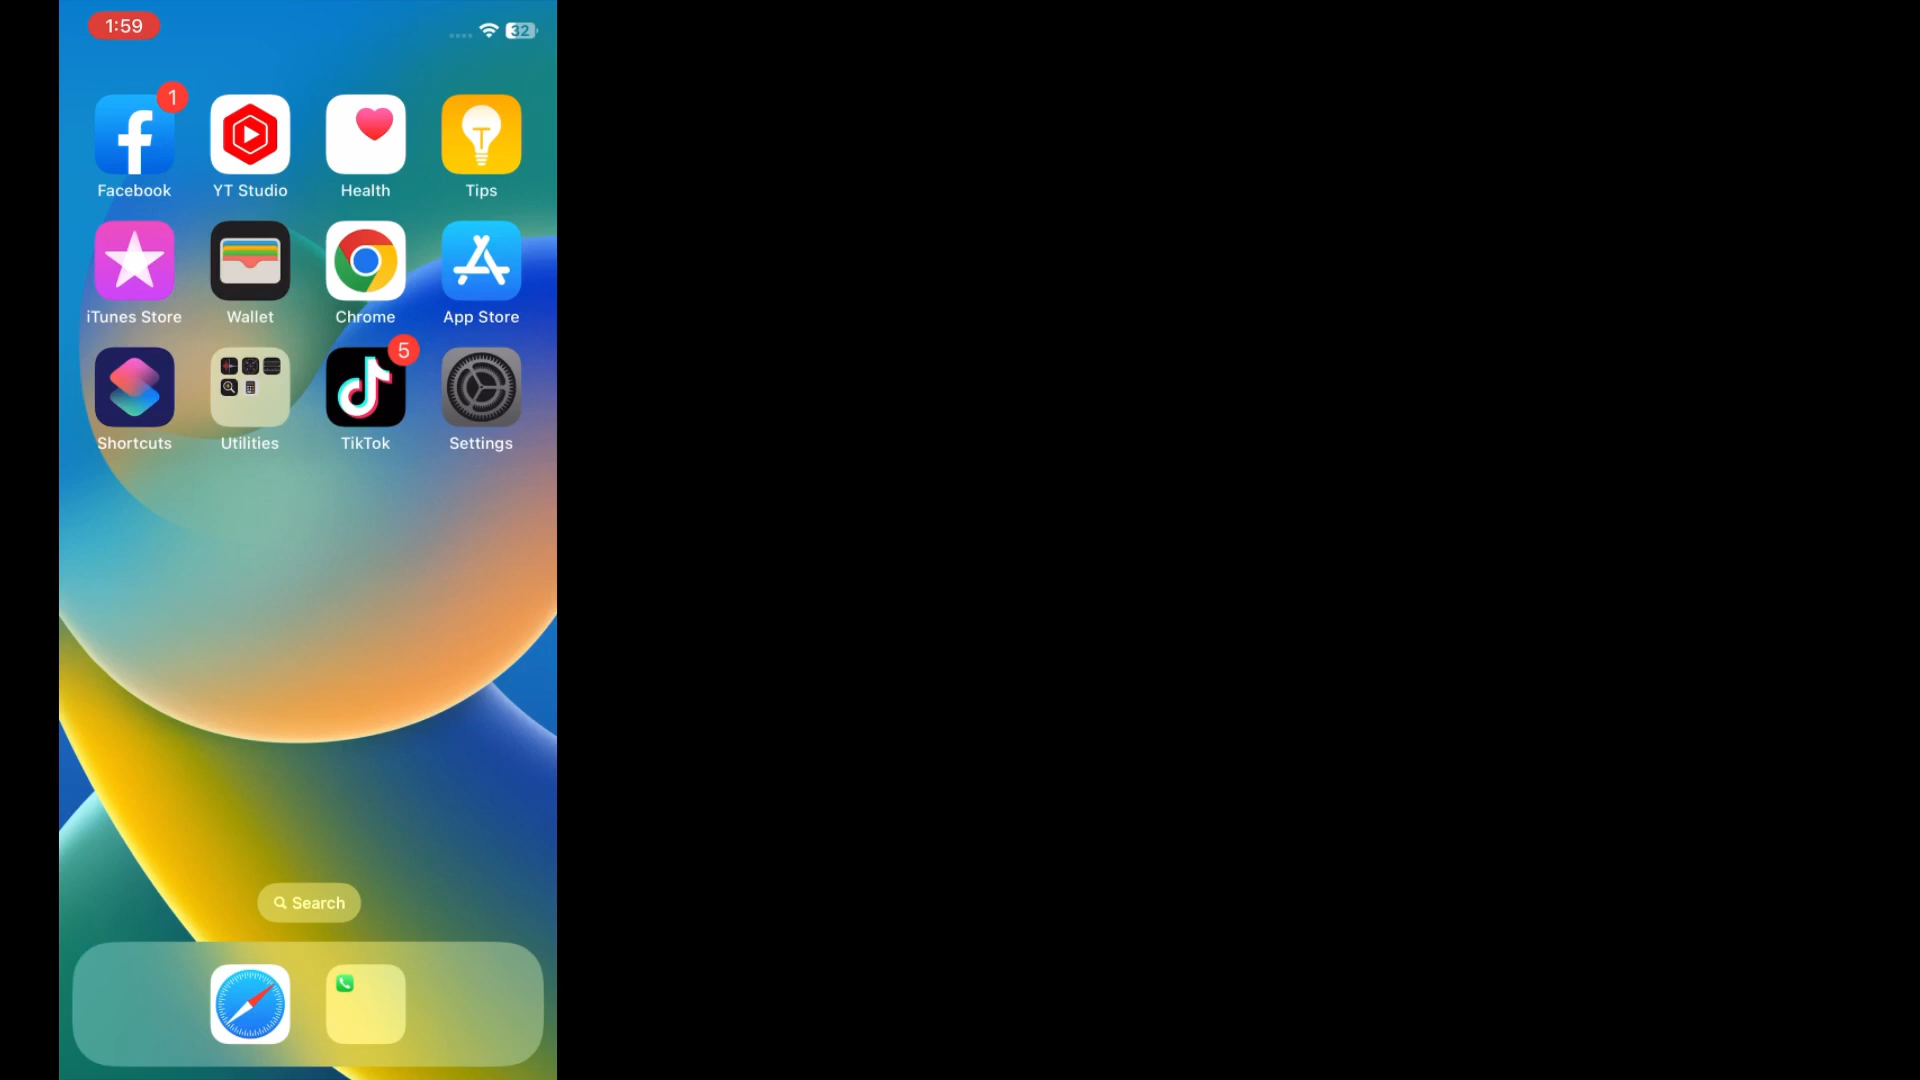 1:59
32
1
Facebook YT Studio Health Tips
iTunes Store Wallet Chrome App Store
5
Shortcuts Utilities TikTok Settings
Search